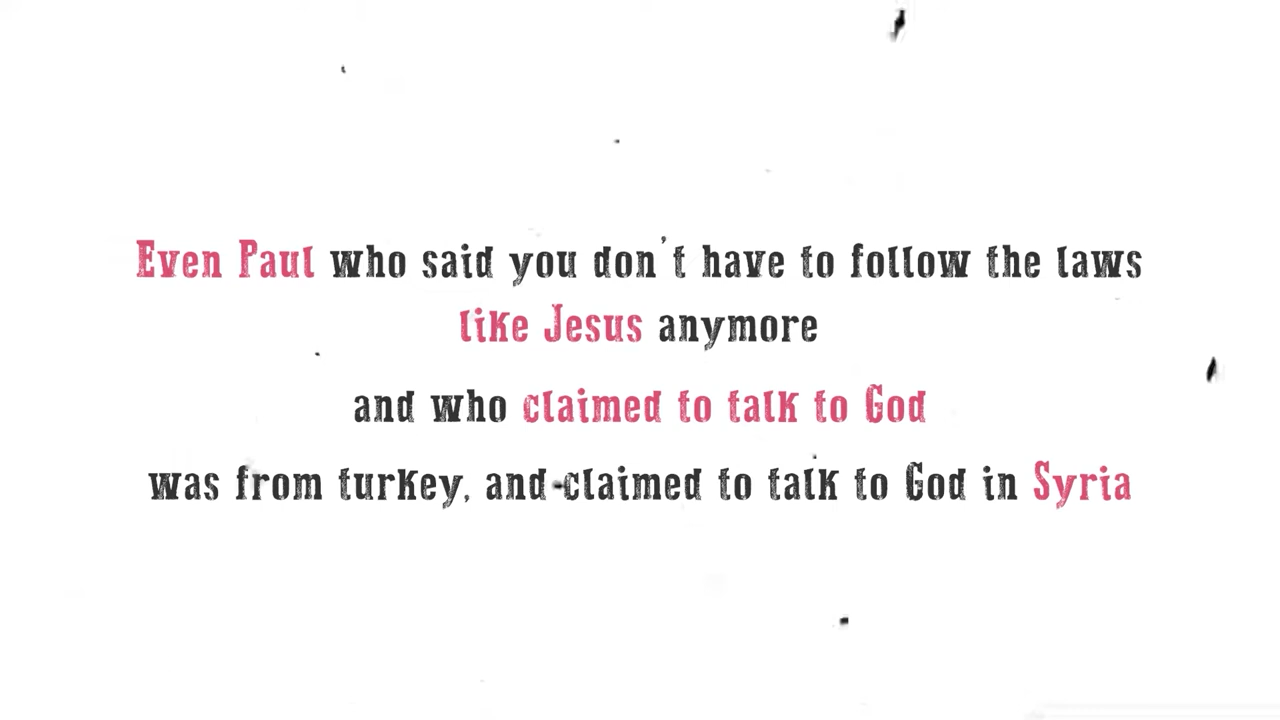 Even Paul who said you don't have to follow the laws
like Jesus anymore
and who claimed to talk to God
was from turkey, and claimed to talk to God in Syria